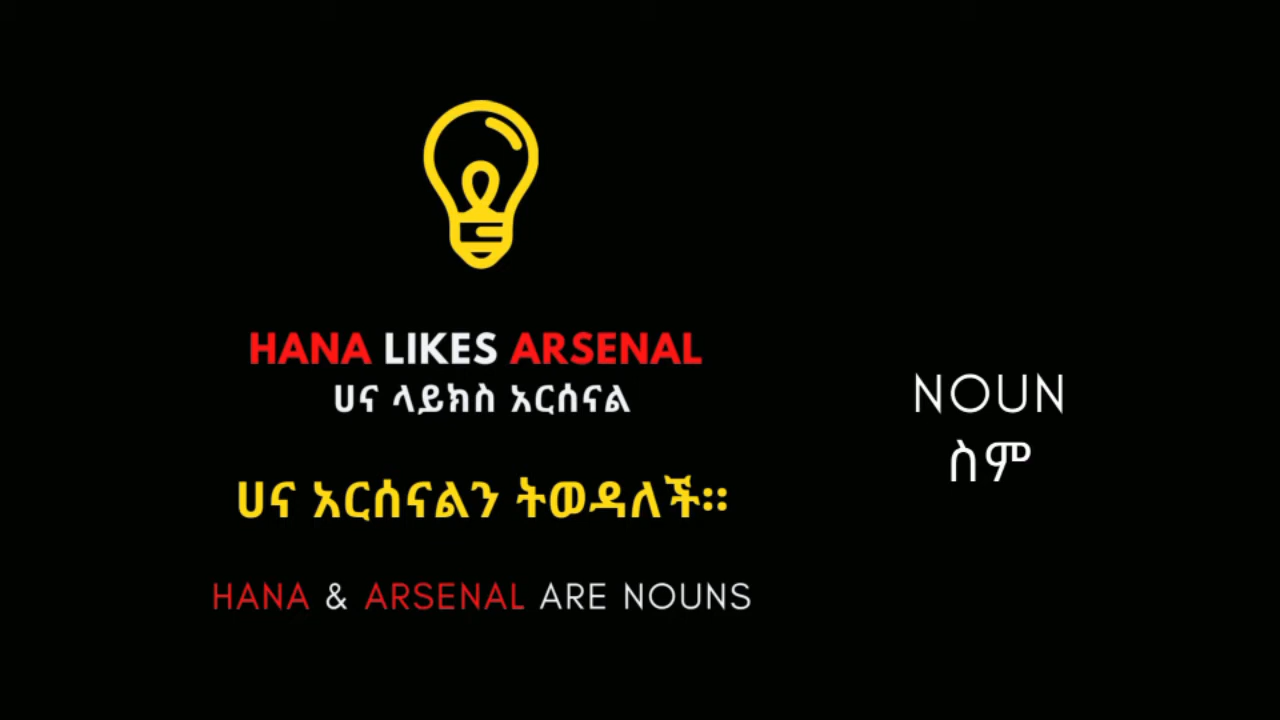 HANA LIKES ARSENAL
ሀና ላይክስ አርሰናል
ሀና አርሰናልን ትወዳለች።
HANA & ARSENAL ARE NOUNS
NOUN
ስም